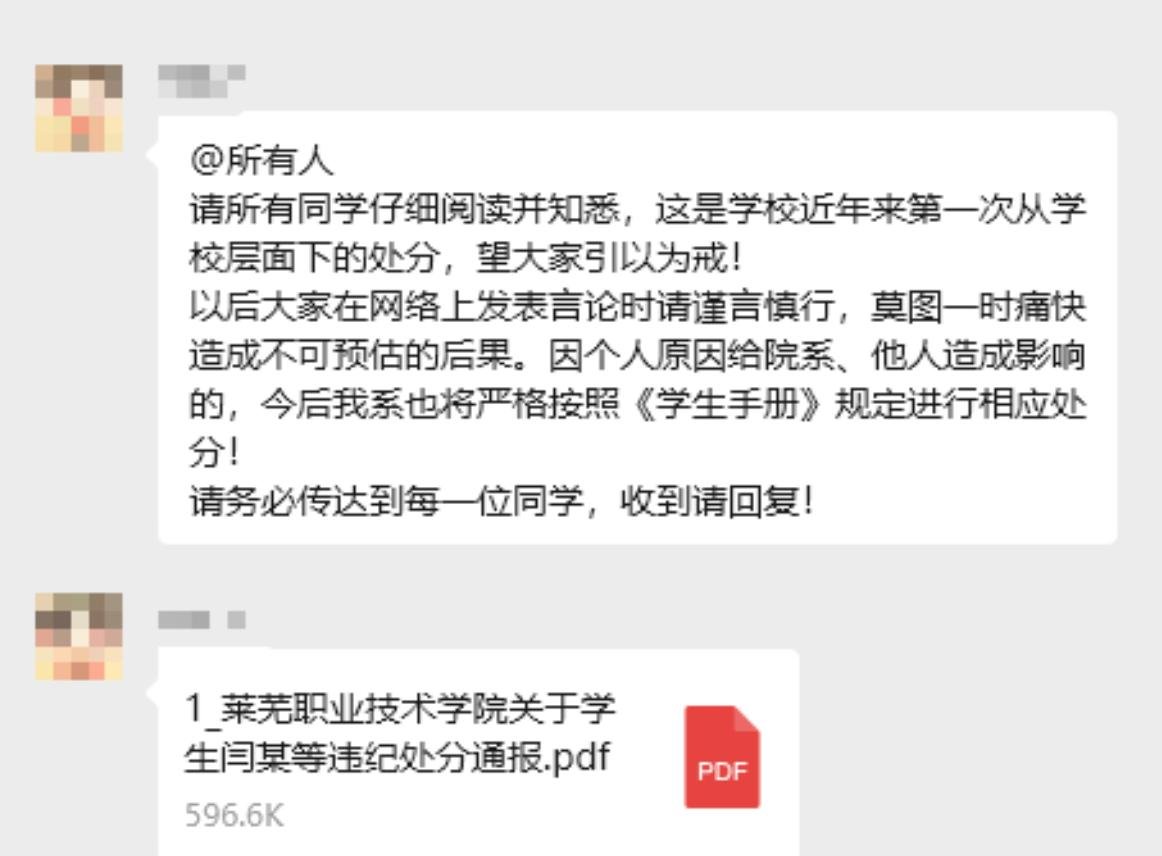 @所有人
请所有同学仔细阅读并知悉，这是学校近年来第一次从学
校层面下的处分，望大家引以为戒！
以后大家在网络上发表言论时请谨言慎行，莫图一时痛快
造成不可预估的后果。因个人原因给院系、他人造成影响
的，今后我系也将严格按照《学生手册》规定进行相应处
分！
请务必传达到每一位同学，收到请回复！
1_莱芜职业技术学院关于学
生闫某等违纪处分通报.pdf
PDF
596.6K